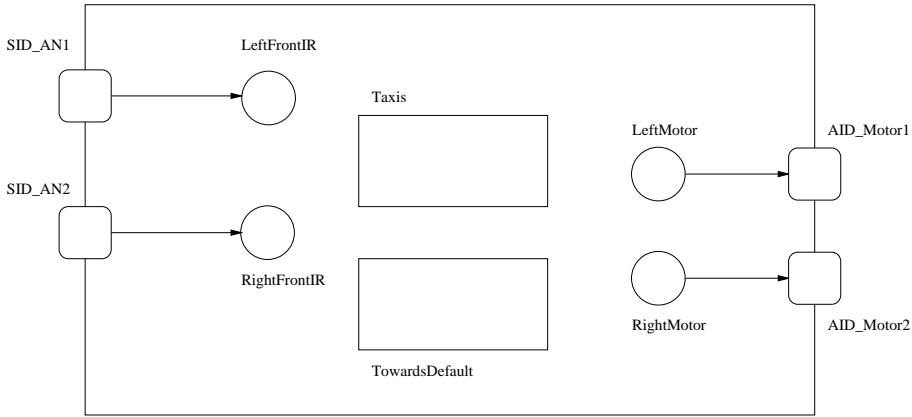 SID_AN1
LeftFrontIR
Taxis
LeftMotor
AID_Motor1
SID_AN2
RightFrontIR
RightMotor
AID_Motor2
TowardsDefault